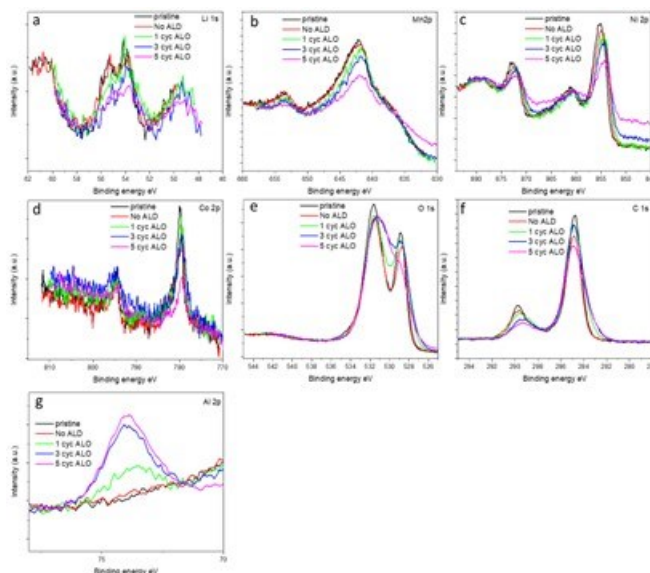 a
Li 1s
pristine
No ALD
1 cyc ALO
3 cyc ALO
5 cyc ALO
Intensity (a.u.)
62 60 58 56 54 52 50 48 46
Binding energy eV
b
Mn2p
pristine
No ALD
1 cyc ALO
3 cyc ALO
5 cyc ALO
Intensity (a.u.)
660 650 640 630
Binding energy eV
c
Ni 2p
pristine
No ALD
1 cyc ALO
3 cyc ALO
5 cyc ALO
Intensity (a.u.)
880 870 860 850
Binding energy eV
d
Co 2p
pristine
No ALD
1 cyc ALO
3 cyc ALO
5 cyc ALO
Intensity (a.u.)
810 800 790 780 770
Binding energy eV
e
O 1s
pristine
No ALD
1 cyc ALO
3 cyc ALO
5 cyc ALO
Intensity (a.u.)
544 542 540 538 536 534 532 530 528 526
Binding energy eV
f
C 1s
pristine
No ALD
1 cyc ALO
3 cyc ALO
5 cyc ALO
Intensity (a.u.)
294 292 290 288 286 284 282 280
Binding energy eV
g
Al 2p
pristine
No ALD
1 cyc ALO
3 cyc ALO
5 cyc ALO
Intensity (a.u.)
75 70
Binding energy eV